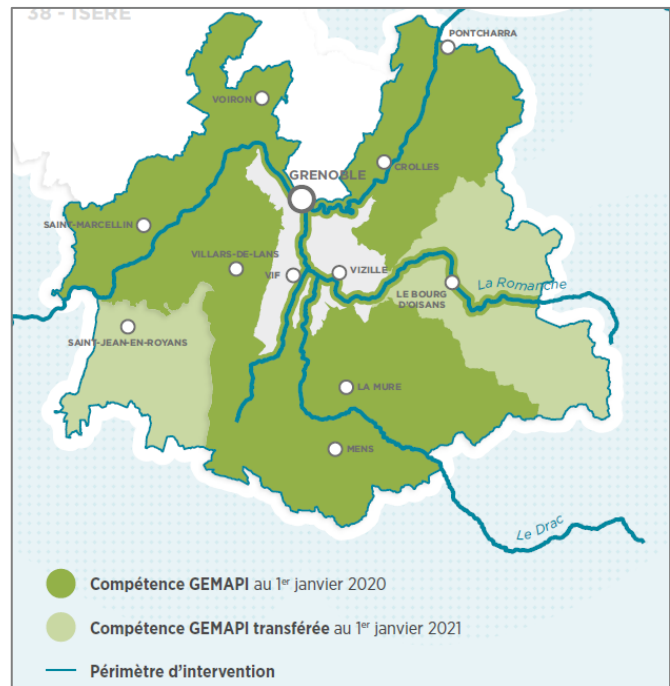 38 - ISÈRE
PONTCHARRA
VOIRON
CROLLES
GRENOBLE
SAINT-MARCELLIN
VILLARS-DE-LANS
VIF
VIZILLE
La Romanche
LE BOURG
D'OISANS
SAINT-JEAN-EN-ROYANS
LA MURE
MENS
Le Drac
Compétence GEMAPI au 1er janvier 2020
Compétence GEMAPI transférée au 1er janvier 2021
Périmètre d'intervention